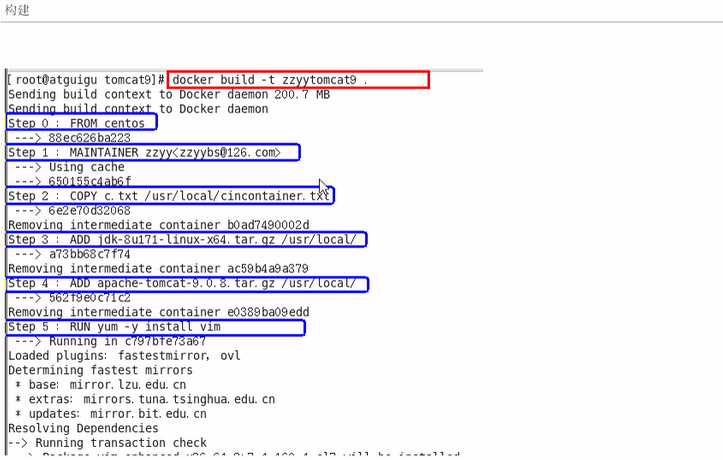 构建
[root@atguigu tomcat9]# docker build -t zzyytomcat9 .
Sending build context to Docker daemon 200.7 MB
Sending build context to Docker daemon
Step 0 : FROM centos
---> 88ec626ba223
Step 1 : MAINTAINER zzyy<zzyybs@126.com>
---> Using cache
---> 650155c4ab6f
Step 2 : COPY c.txt /usr/local/cincontainer.txt
---> 6e2e70d32068
Removing intermediate container b0ad7490002d
Step 3 : ADD jdk-8u171-linux-x64.tar.gz /usr/local/
---> a73bb68c7f74
Removing intermediate container ac59b4a9a379
Step 4 : ADD apache-tomcat-9.0.8.tar.gz /usr/local/
---> 562f9e0c71c2
Removing intermediate container e0389ba09edd
Step 5 : RUN yum -y install vim
---> Running in c797bfe73a67
Loaded plugins: fastestmirror, ovl
Determining fastest mirrors
* base: mirror.lzu.edu.cn
* extras: mirrors.tuna.tsinghua.edu.cn
* updates: mirror.bit.edu.cn
Resolving Dependencies
--> Running transaction check